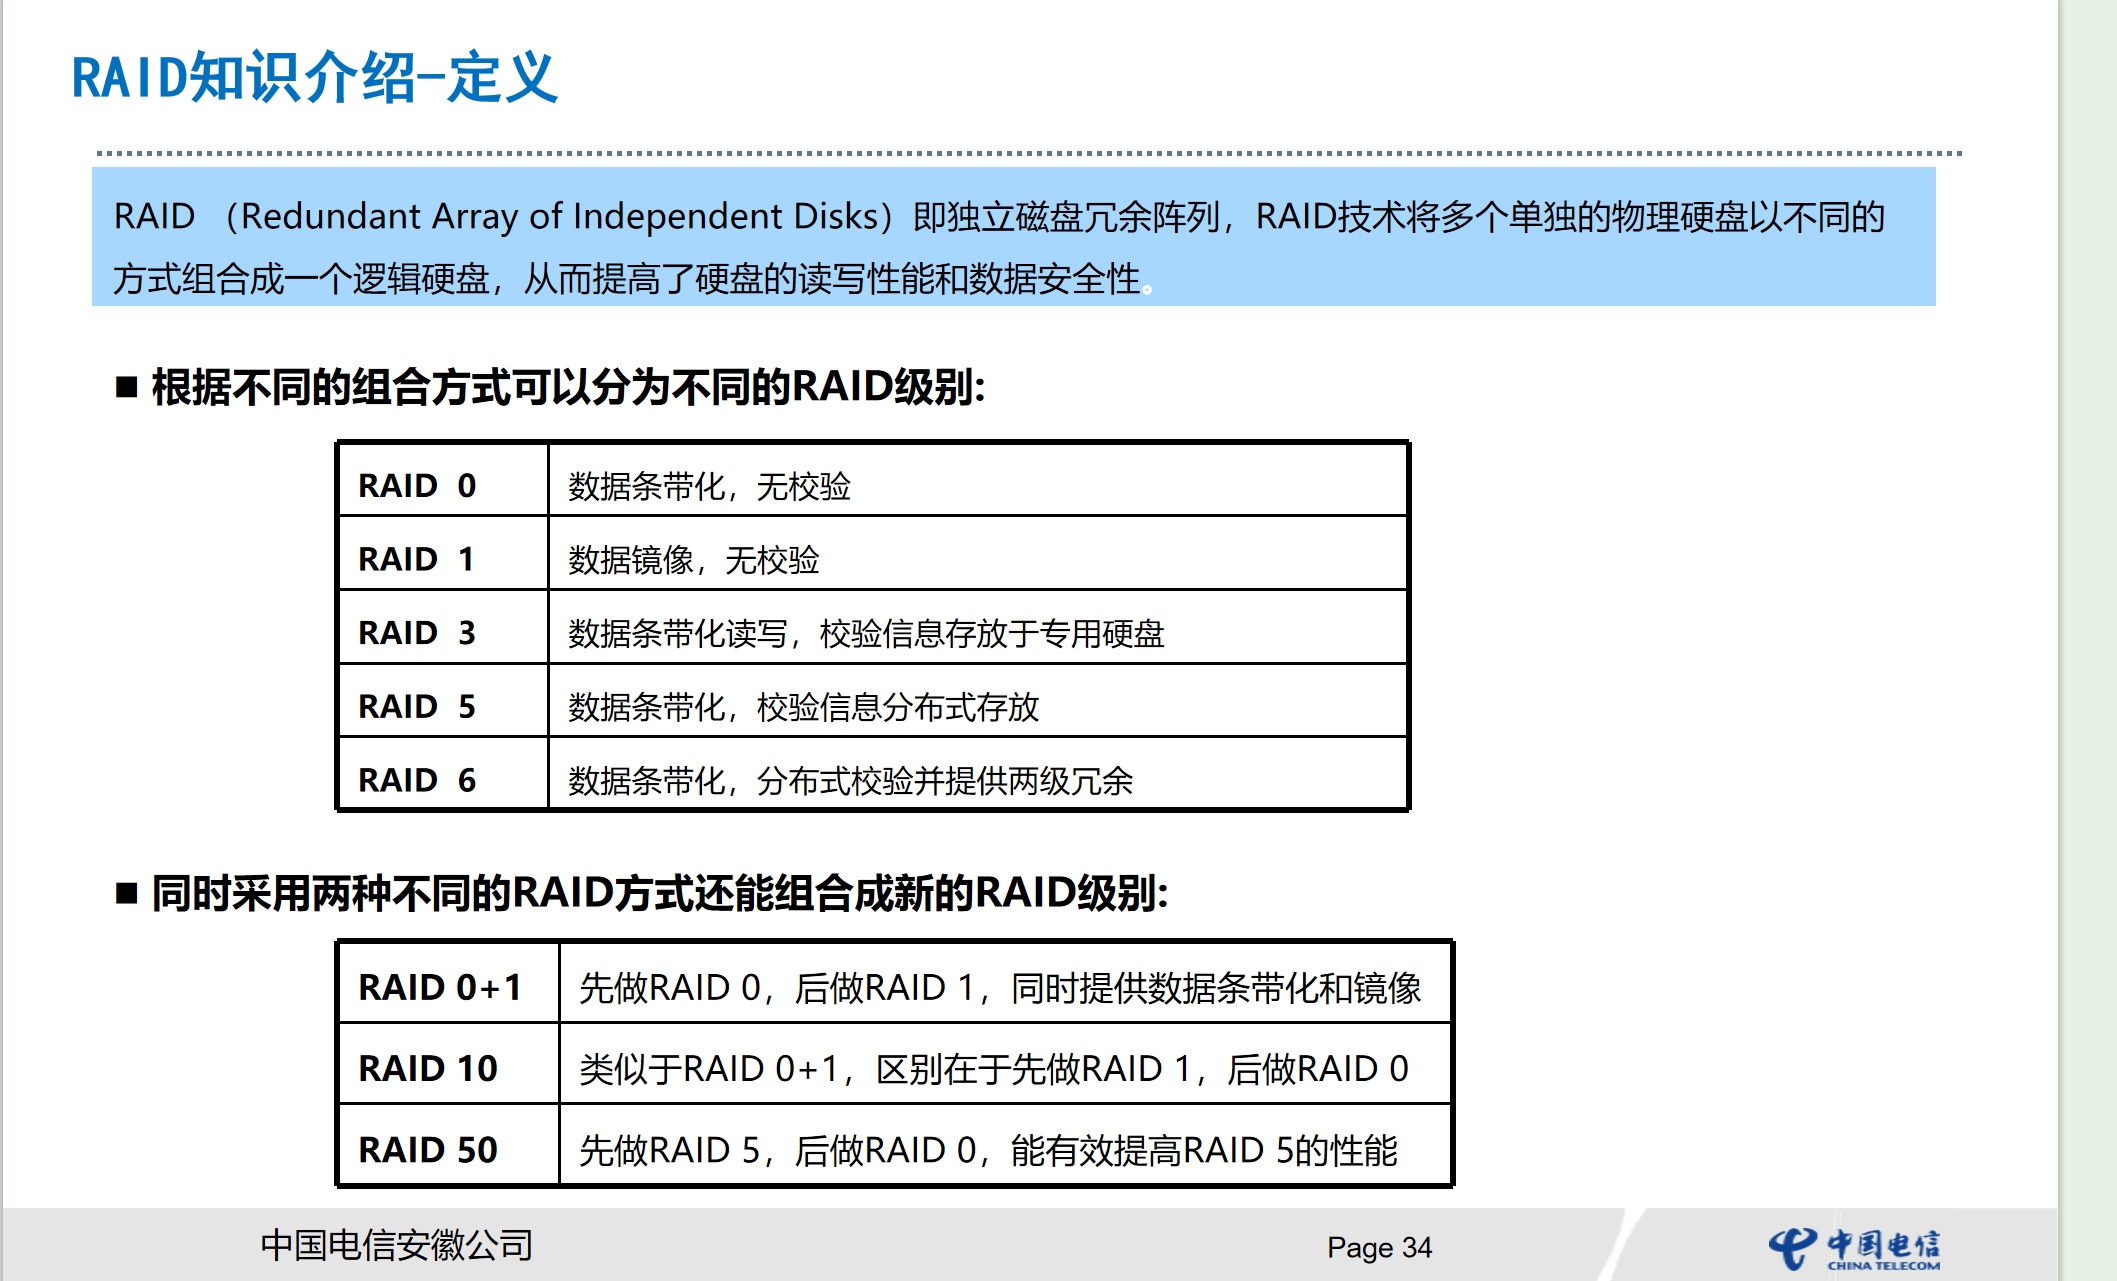 RAID知识介绍-定义
RAID （Redundant Array of Independent Disks）即独立磁盘冗余阵列，RAID技术将多个单独的物理硬盘以不同的
方式组合成一个逻辑硬盘，从而提高了硬盘的读写性能和数据安全性。
■ 根据不同的组合方式可以分为不同的RAID级别:
RAID 0 数据条带化，无校验
RAID 1 数据镜像，无校验
RAID 3 数据条带化读写，校验信息存放于专用硬盘
RAID 5 数据条带化，校验信息分布式存放
RAID 6 数据条带化，分布式校验并提供两级冗余
■ 同时采用两种不同的RAID方式还能组合成新的RAID级别:
RAID 0+1 先做RAID 0，后做RAID 1，同时提供数据条带化和镜像
RAID 10 类似于RAID 0+1，区别在于先做RAID 1，后做RAID 0
RAID 50 先做RAID 5，后做RAID 0，能有效提高RAID 5的性能
中国电信安徽公司
Page 34
中国电信
CHINA TELECOM